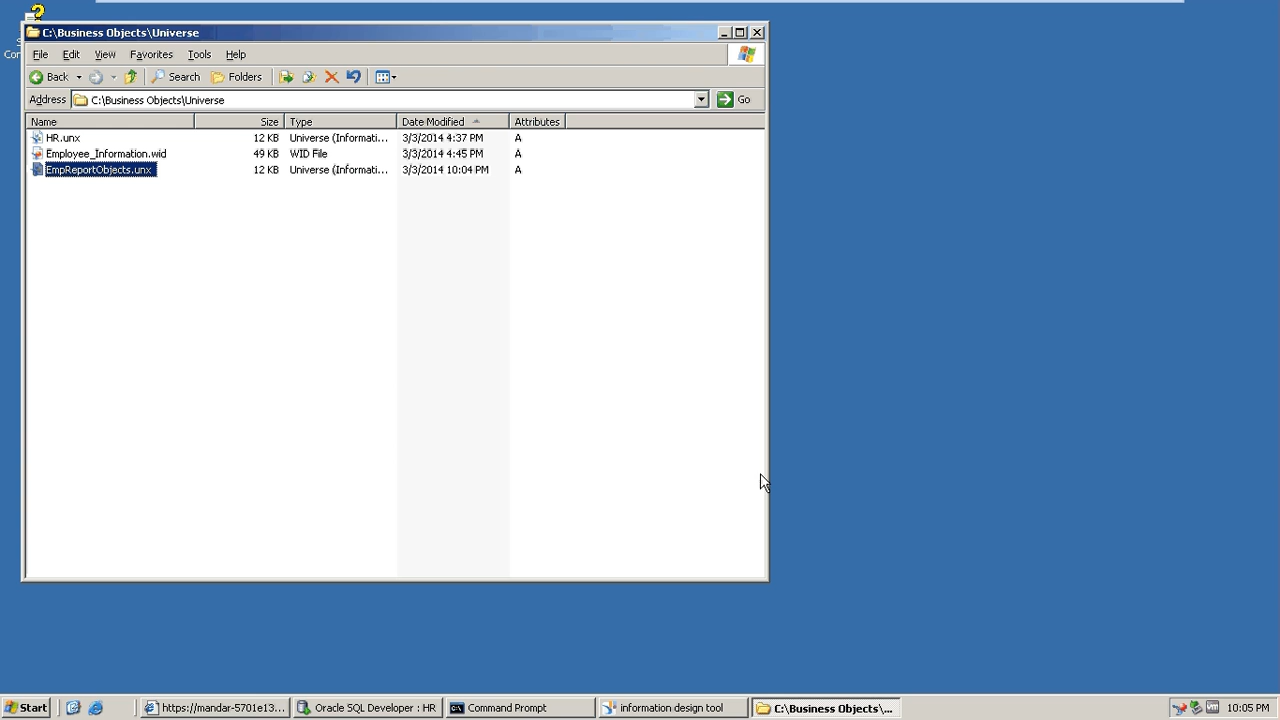 C:\Business Objects\Universe
File Edit View Favorites Tools Help
Back Search Folders
Address C:\Business Objects\Universe Go
Name Size Type Date Modified Attributes
HR.unx 12 KB Universe (Informati... 3/3/2014 4:37 PM A
Employee_Information.wid 49 KB WID File 3/3/2014 4:45 PM A
EmpReportObjects.unx 12 KB Universe (Informati... 3/3/2014 10:04 PM A
Start https://mandar-5701e13... Oracle SQL Developer : HR Command Prompt information design tool C:\Business Objects\... 10:05 PM